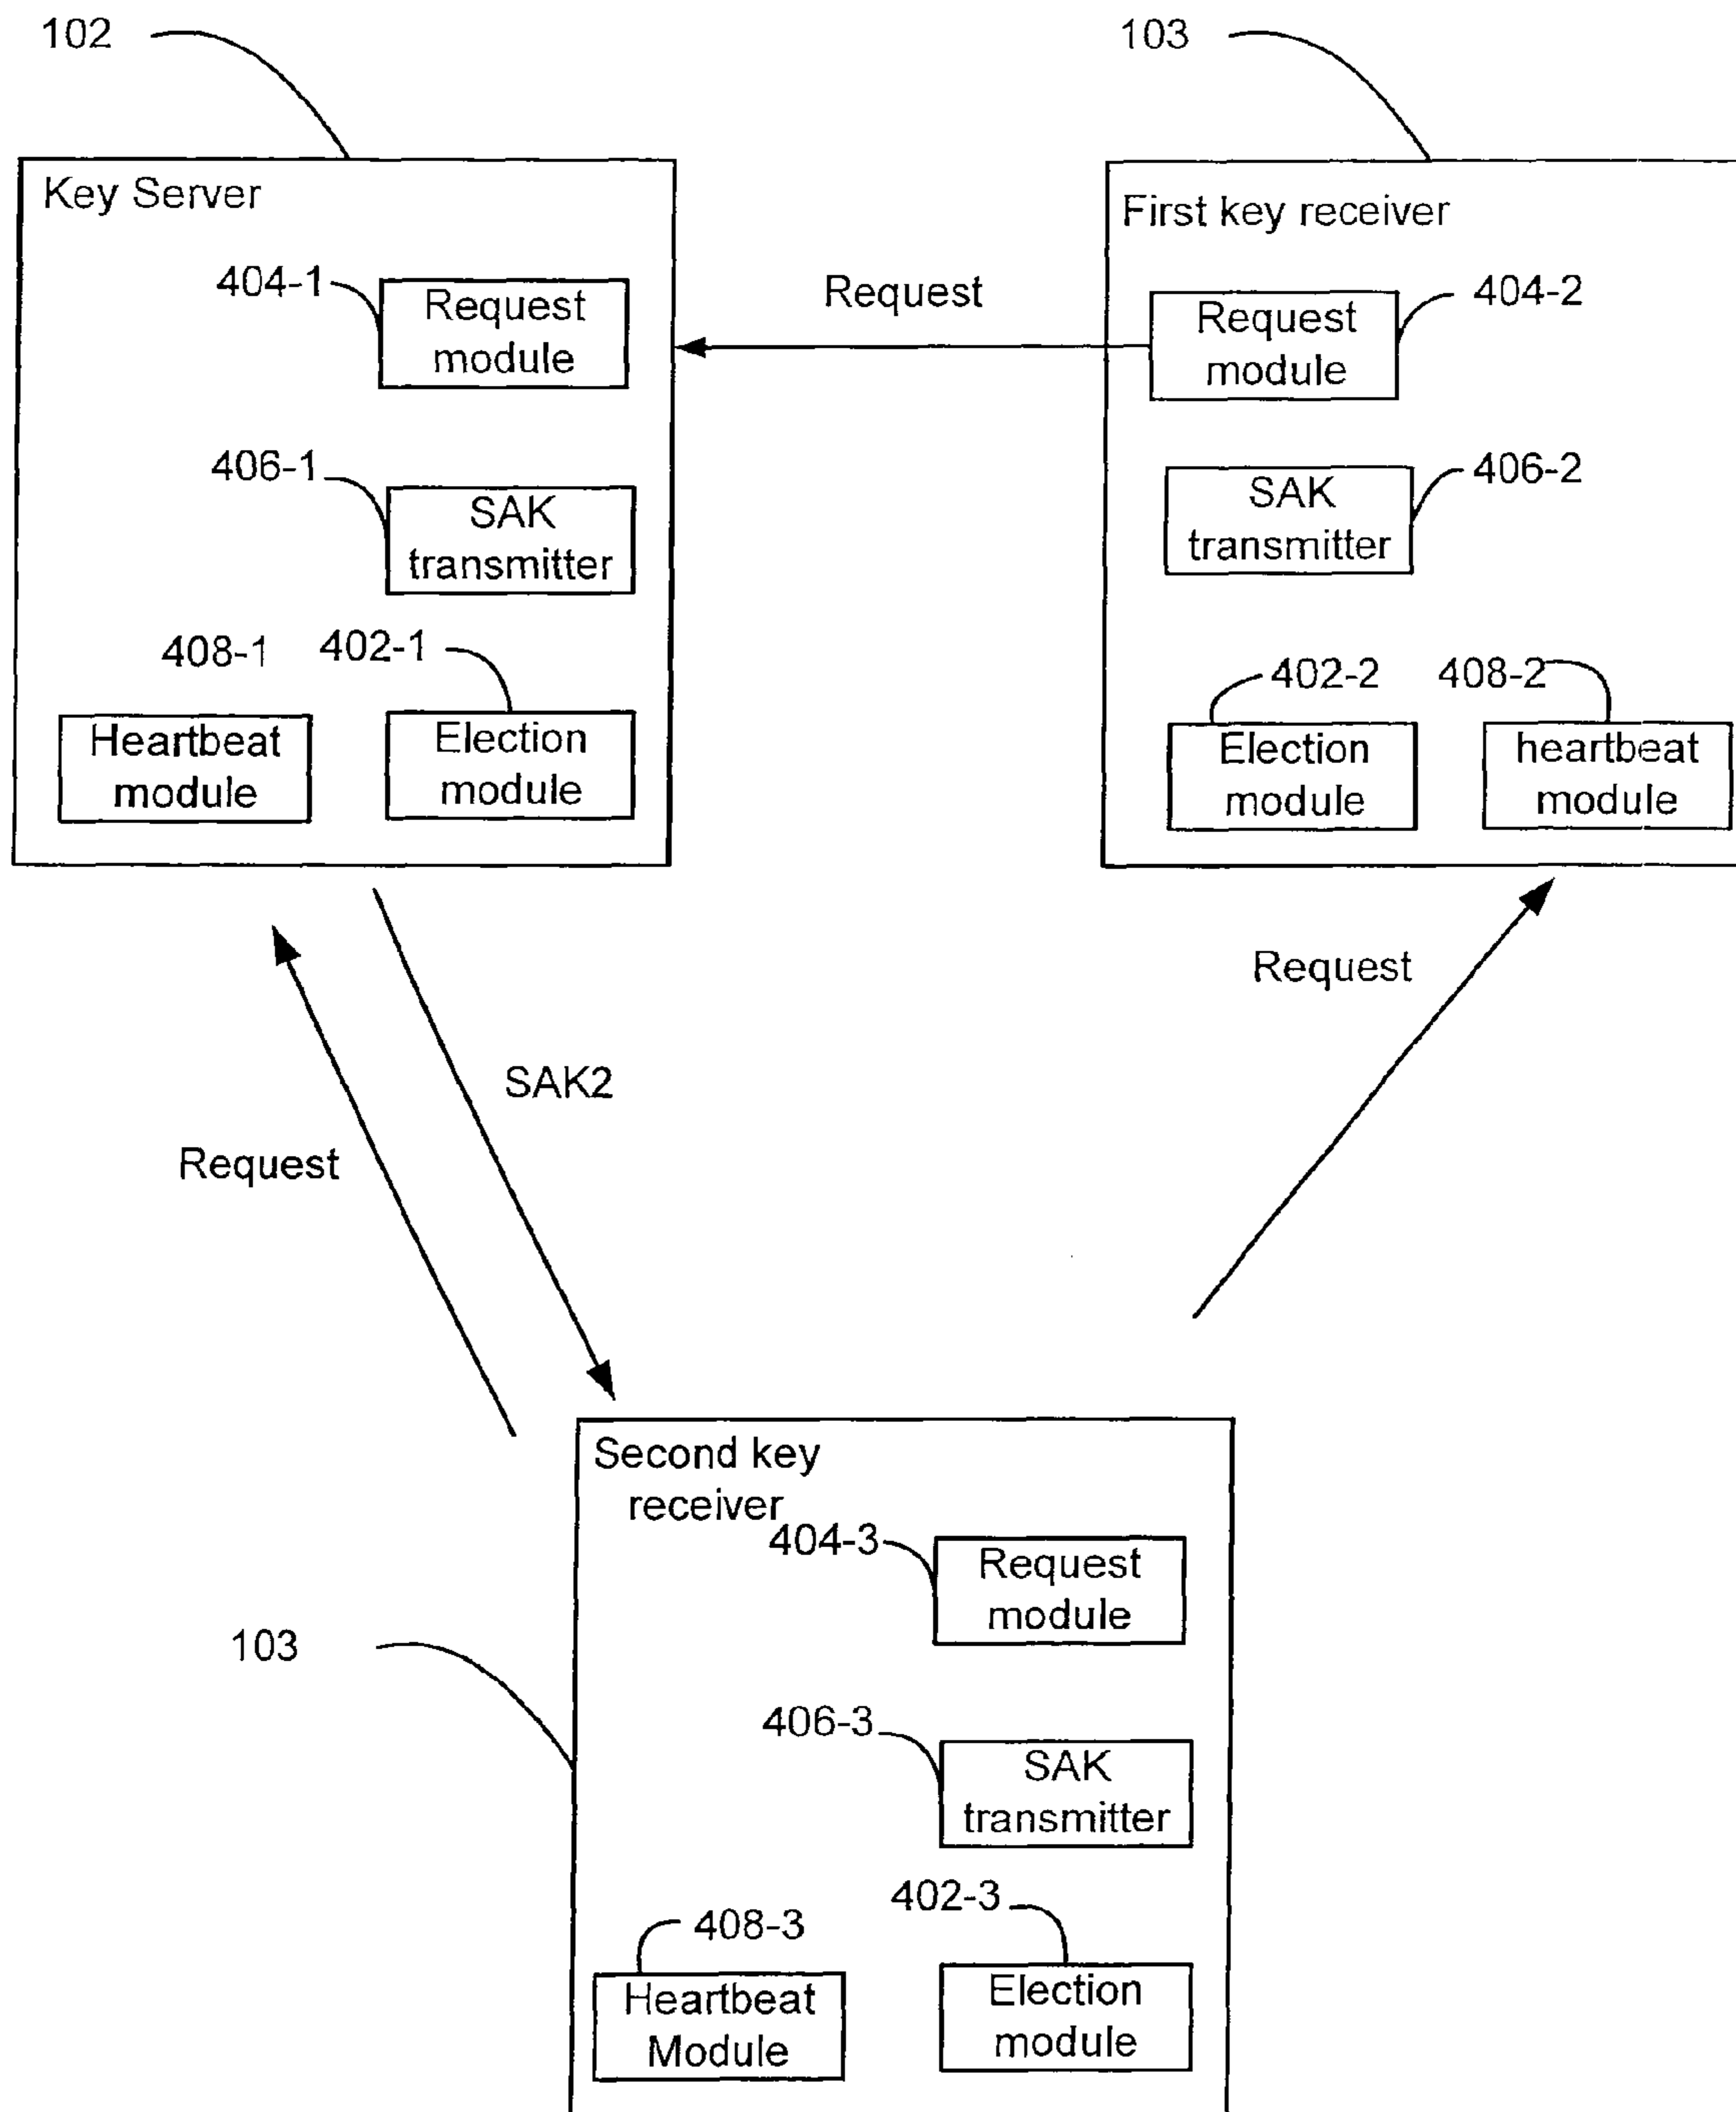 102
103
Key Server
First key receiver
404-1
Request
module
Request
Request
module
404-2
406-1
SAK
transmitter
SAK
transmitter
406-2
408-1
402-1
402-2
408-2
Heartbeat
module
Election
module
Election
module
heartbeat
module
Request
SAK2
Request
Second key
receiver
404-3
Request
module
103
406-3
SAK
transmitter
402-3
408-3
Heartbeat
Module
Election
module